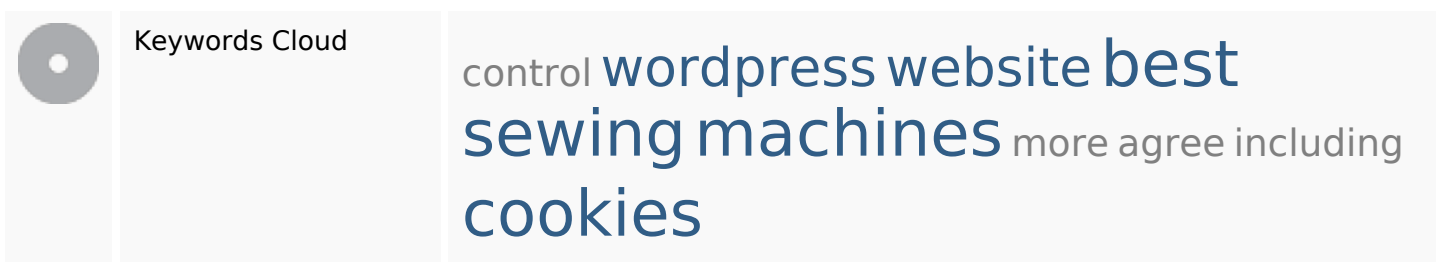 Keywords Cloud
control wordpress website best
sewing machines more agree including
cookies